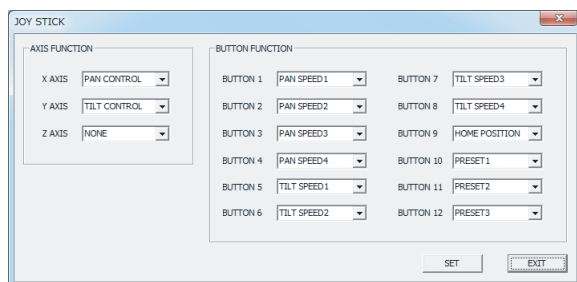 JOY STICK
AXIS FUNCTION
X AXIS PAN CONTROL
Y AXIS TILT CONTROL
Z AXIS NONE
BUTTON FUNCTION
BUTTON 1 PAN SPEED1 BUTTON 7 TILT SPEED3
BUTTON 2 PAN SPEED2 BUTTON 8 TILT SPEED4
BUTTON 3 PAN SPEED3 BUTTON 9 HOME POSITION
BUTTON 4 PAN SPEED4 BUTTON 10 PRESET1
BUTTON 5 TILT SPEED1 BUTTON 11 PRESET2
BUTTON 6 TILT SPEED2 BUTTON 12 PRESET3
SET EXIT